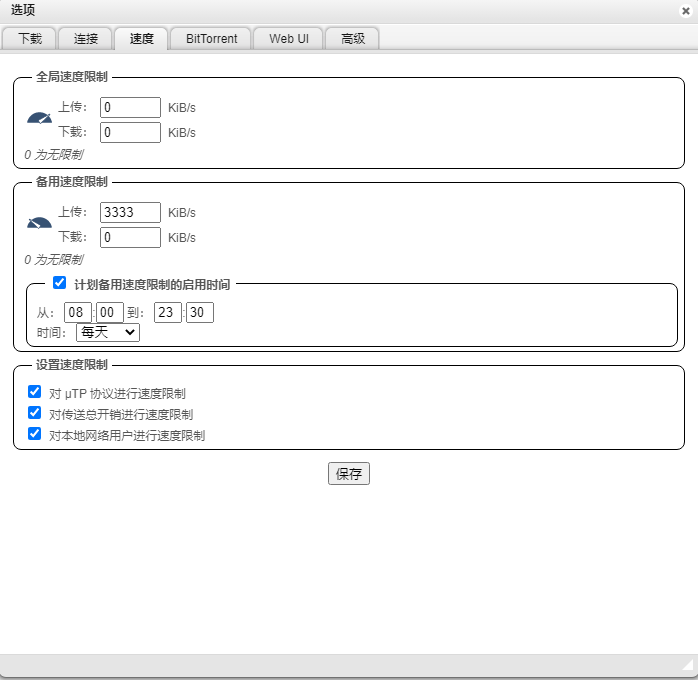 选项
下载 连接 速度 BitTorrent Web UI 高级
全局速度限制
上传: 0 KiB/s
下载: 0 KiB/s
0 为无限制
备用速度限制
上传: 3333 KiB/s
下载: 0 KiB/s
0 为无限制
计划备用速度限制的启用时间
从: 08:00 到: 23:30
时间: 每天
设置速度限制
对 µTP 协议进行速度限制
对传送总开销进行速度限制
对本地网络用户进行速度限制
保存